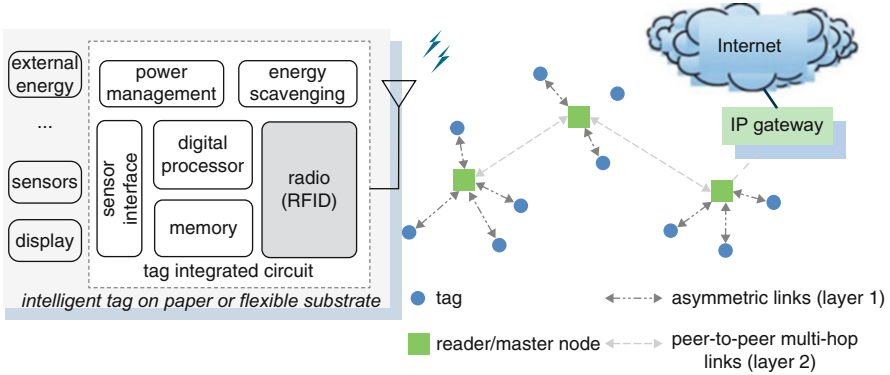 external
energy
...
sensors
display
power
management
energy
scavenging
sensor
interface
digital
processor
memory
radio
(RFID)
tag integrated circuit
intelligent tag on paper or flexible substrate
Internet
IP gateway
tag
asymmetric links (layer 1)
reader/master node
peer-to-peer multi-hop
links (layer 2)